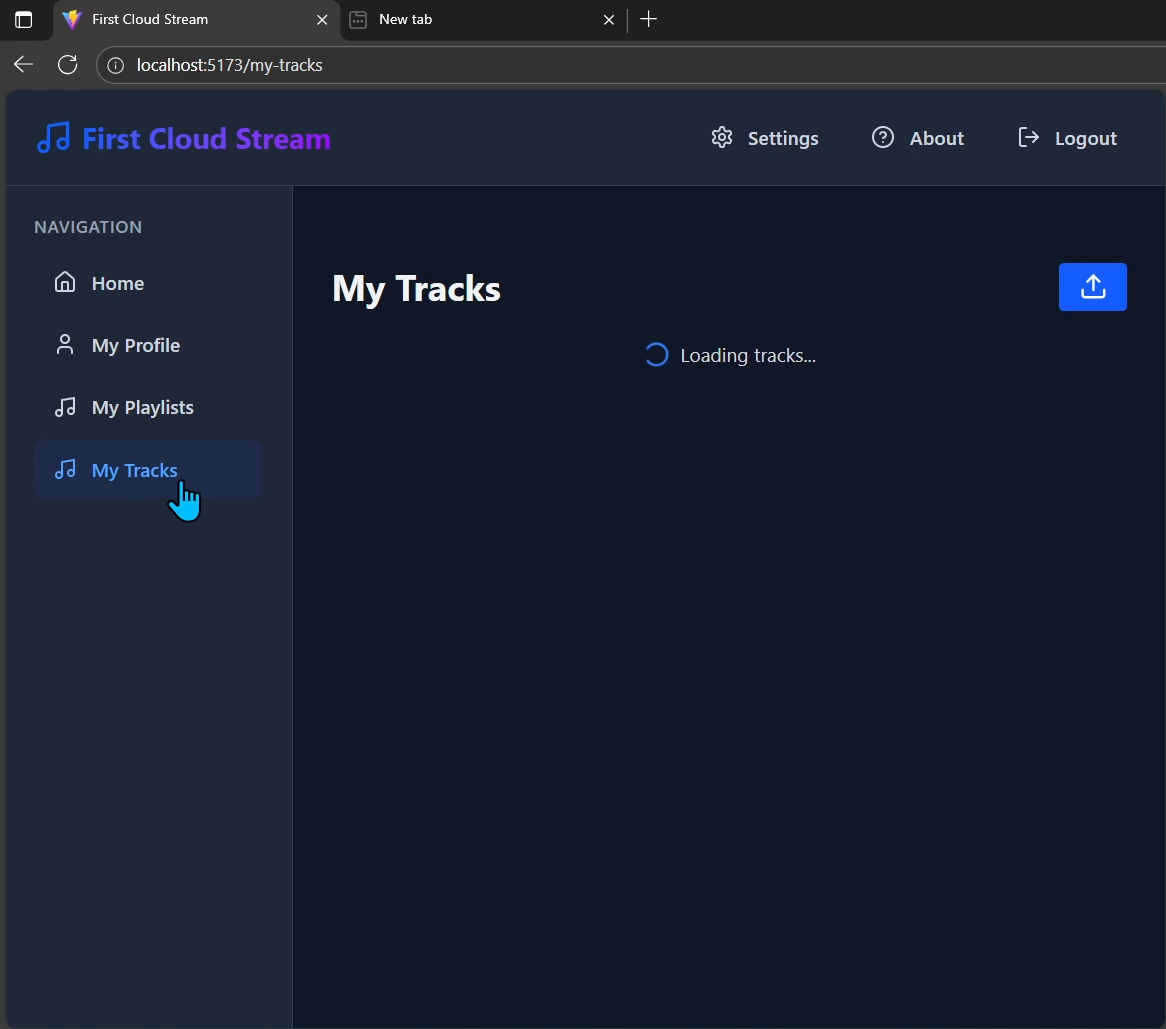 First Cloud Stream
New tab
localhost:5173/my-tracks
First Cloud Stream
Settings
About
Logout
NAVIGATION
Home
My Profile
My Playlists
My Tracks
My Tracks
Loading tracks...